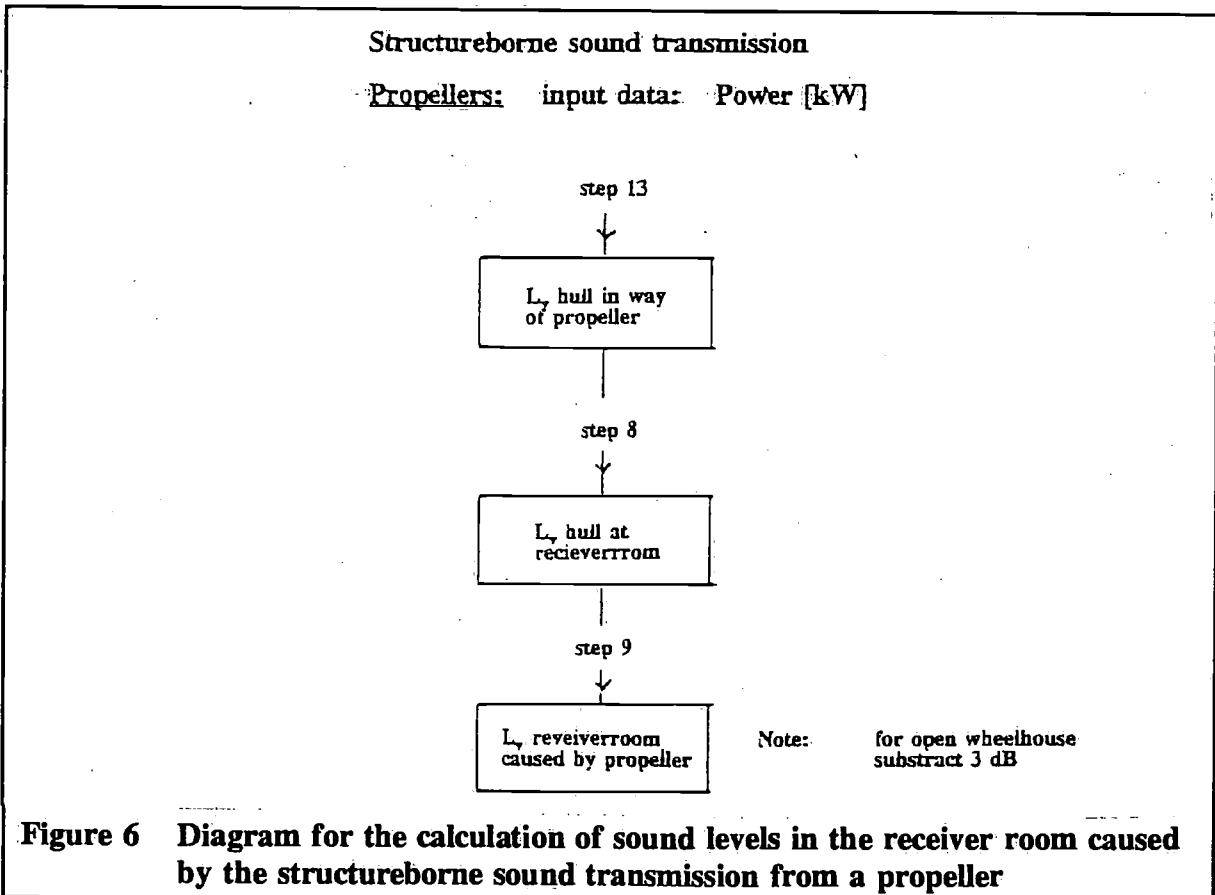 Structureborne sound transmission
Propellers: input data: Power [kW]
step 13
Lᵥ hull in way
of propeller
step 8
Lᵥ hull at
recieverrrom
step 9
Lᵥ reveiverroom
caused by propeller
Note: for open wheelhouse
substract 3 dB
Figure 6 Diagram for the calculation of sound levels in the receiver room caused
by the structureborne sound transmission from a propeller